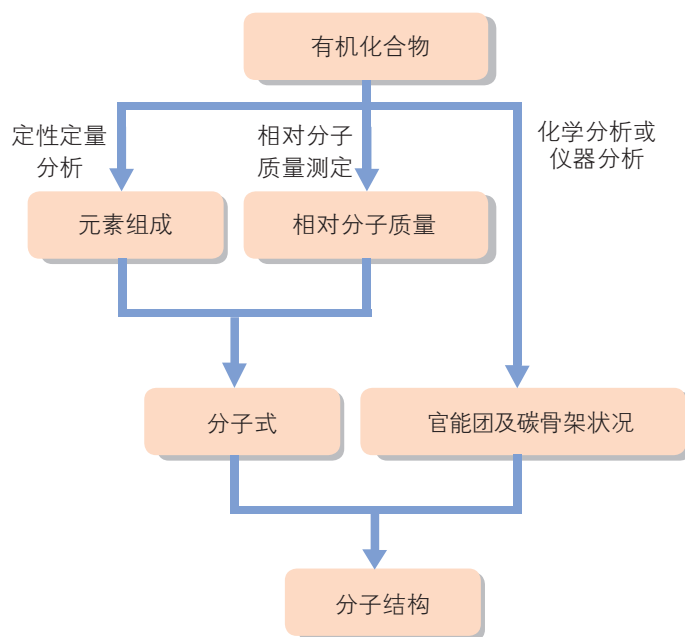 有机化合物
定性定量
分析
相对分子
质量测定
化学分析或
仪器分析
元素组成
相对分子质量
分子式
官能团及碳骨架状况
分子结构